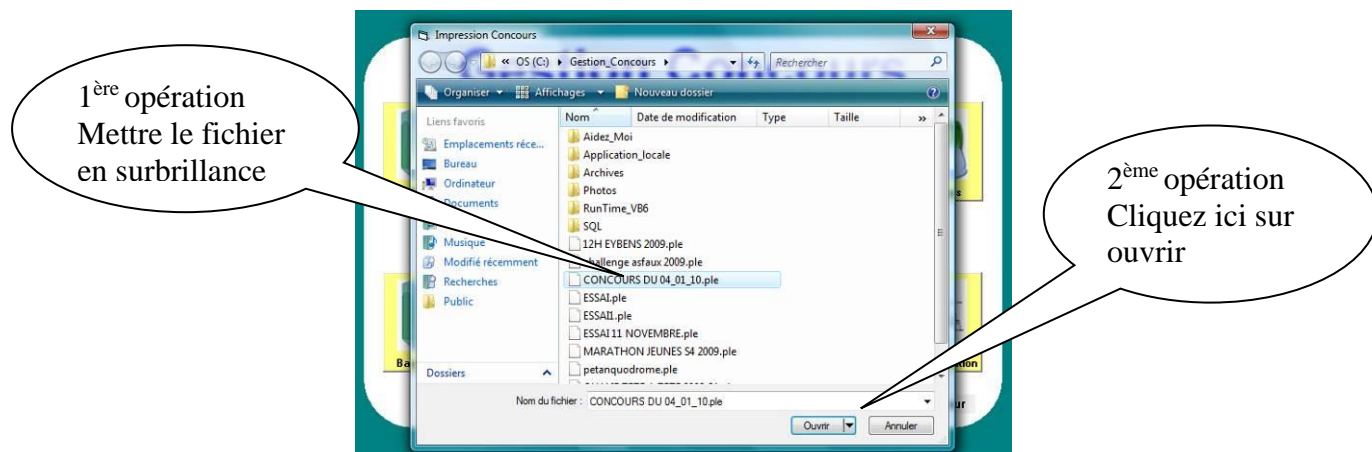 Impression Concours
Gestion Concours
« OS (C:) ▸ Gestion_Concours ▸
Rechercher
Organiser
Affichages
Nouveau dossier
1ère opération
Mettre le fichier
en surbrillance
Liens favoris
Emplacements réce...
Bureau
Ordinateur
Documents
Musique
Modifié récemment
Recherches
Public
Dossiers
Nom Date de modification Type Taille »
Aidez_Moi
Application_locale
Archives
Photos
RunTime_VB6
SQL
12H EYBENS 2009.ple
challenge asfaux 2009.ple
CONCOURS DU 04_01_10.ple
ESSAI.ple
ESSAI1.ple
ESSAI 11 NOVEMBRE.ple
MARATHON JEUNES S4 2009.ple
petanquodrome.ple
2ème opération
Cliquez ici sur
ouvrir
Nom du fichier : CONCOURS DU 04_01_10.ple
Ouvrir
Annuler